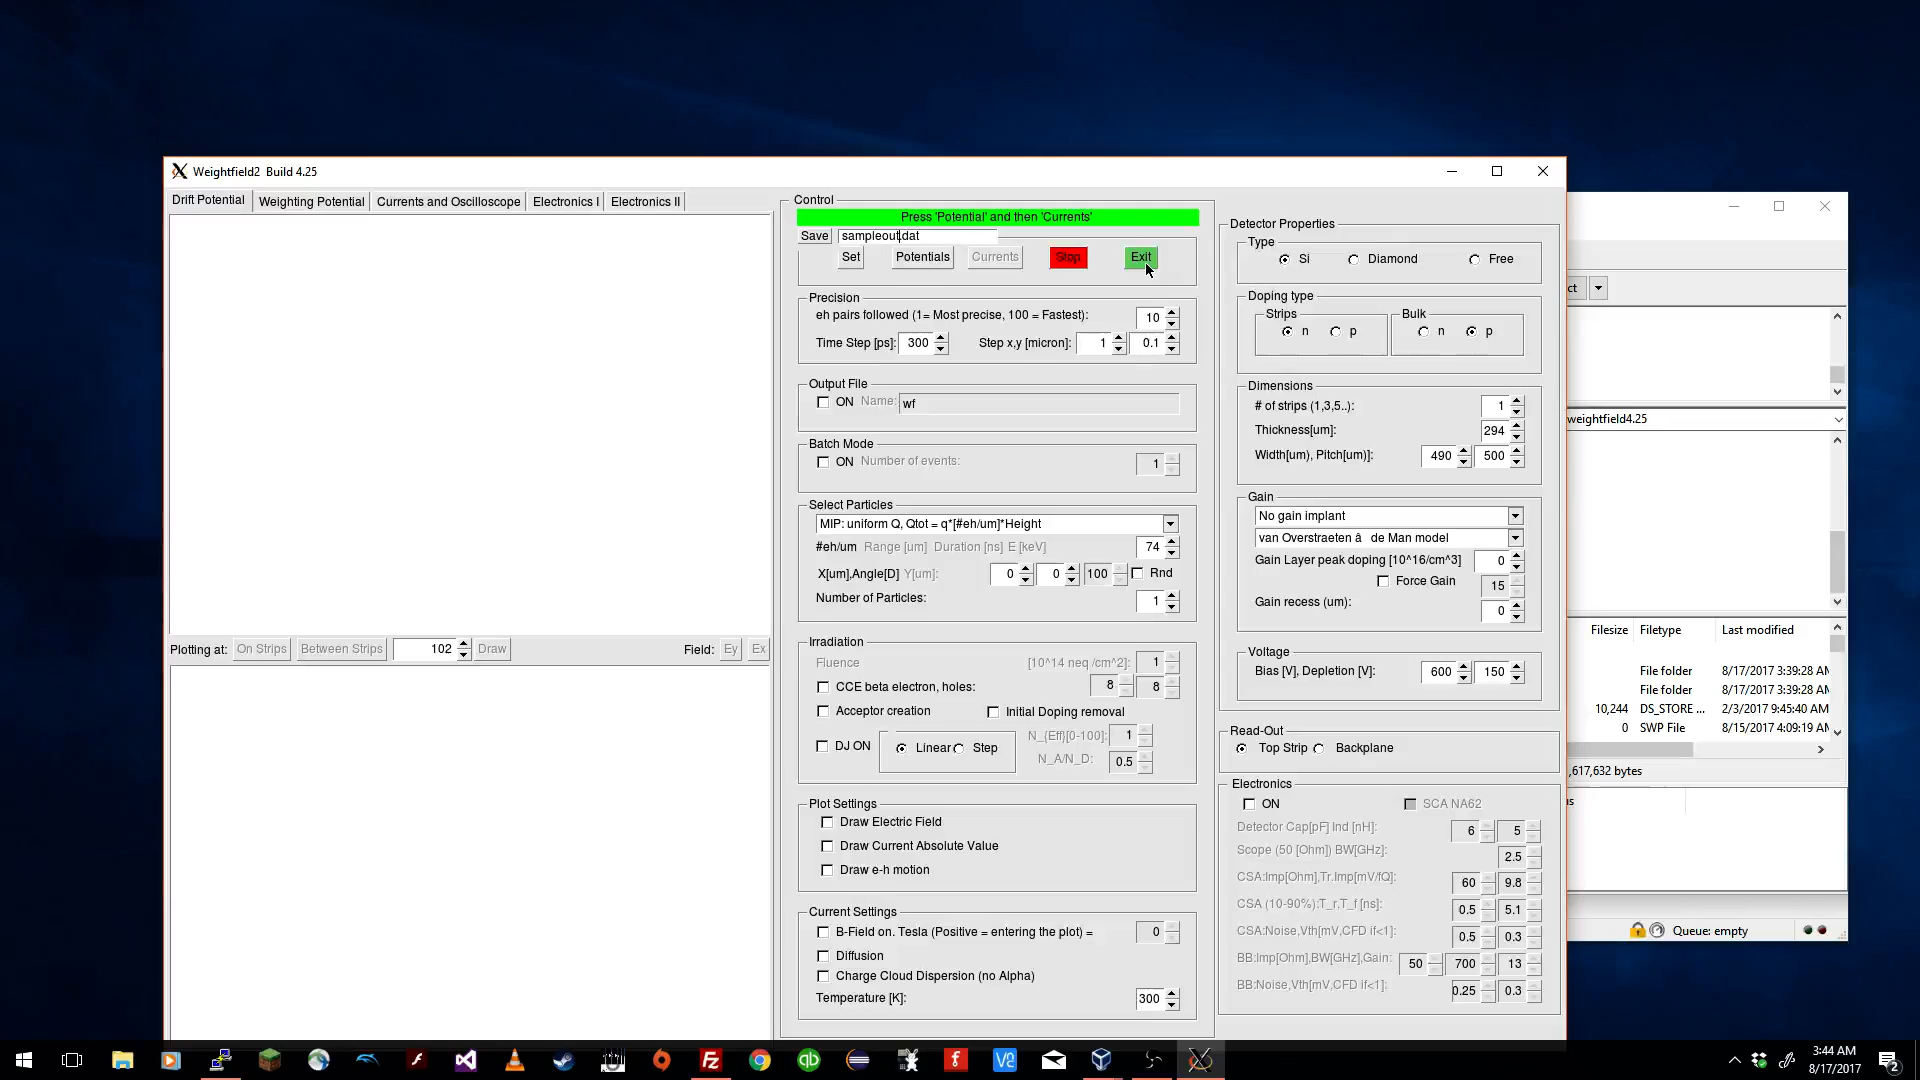 Weightfield2 Build 4.25
Drift Potential
Weighting Potential
Currents and Oscilloscope
Electronics I
Electronics II
Plotting at:
On Strips
Between Strips
102
Draw
Field:
Ey
Ex
Control
Press 'Potential' and then 'Currents'
Save
sampleout.dat
Set
Potentials
Currents
Stop
Exit
Precision
eh pairs followed (1= Most precise, 100 = Fastest):
10
Time Step [ps]:
300
Step x,y [micron]:
1
0.1
Output File
ON
Name:
wf
Batch Mode
ON
Number of events:
1
Select Particles
MIP: uniform Q, Qtot = q*[#eh/um]*Height
#eh/um
Range [um]
Duration [ns]
E [keV]
74
X[um],Angle[D]
Y[um]:
0
0
100
Rnd
Number of Particles:
1
Irradiation
Fluence
[10^14 neq /cm^2]:
1
CCE beta electron, holes:
8
8
Acceptor creation
Initial Doping removal
DJ ON
Linear
Step
N_{Eff}[0-100]:
1
N_A/N_D:
0.5
Plot Settings
Draw Electric Field
Draw Current Absolute Value
Draw e-h motion
Current Settings
B-Field on. Tesla (Positive = entering the plot) =
0
Diffusion
Charge Cloud Dispersion (no Alpha)
Temperature [K]:
300
Detector Properties
Type
Si
Diamond
Free
Doping type
Strips
n
p
Bulk
n
p
Dimensions
# of strips (1,3,5..):
1
Thickness[um]:
294
Width(um), Pitch(um)]:
490
500
Gain
No gain implant
van Overstraeten â de Man model
Gain Layer peak doping [10^16/cm^3]
0
Force Gain
15
Gain recess (um):
0
Voltage
Bias [V], Depletion [V]:
600
150
Read-Out
Top Strip
Backplane
Electronics
ON
SCA NA62
Detector Cap[pF] Ind [nH]:
6
5
Scope (50 [Ohm]) BW[GHz]:
2.5
CSA:Imp[Ohm],Tr.Imp[mV/fQ]:
60
9.8
CSA (10-90%):T_r,T_f [ns]:
0.5
5.1
CSA:Noise,Vth[mV,CFD if<1]:
0.5
0.3
BB:Imp[Ohm],BW[GHz],Gain:
50
700
13
BB:Noise,Vth[mV,CFD if<1];
0.25
0.3
ct
weightfield4.25
Filesize
Filetype
Last modified
File folder
8/17/2017 3:39:28 AM
File folder
8/17/2017 3:39:28 AM
10,244
DS_STORE ...
2/3/2017 9:45:40 AM
0
SWP File
8/15/2017 4:09:19 AM
,617,632 bytes
Queue: empty
3:44 AM
8/17/2017
2